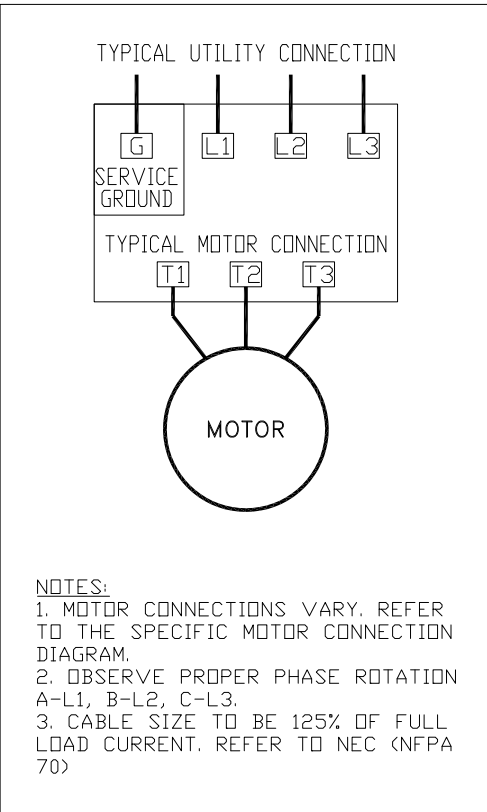 TYPICAL UTILITY CONNECTION
G L1 L2 L3
SERVICE
GROUND
TYPICAL MOTOR CONNECTION
T1 T2 T3
MOTOR
NOTES:
1. MOTOR CONNECTIONS VARY. REFER
TO THE SPECIFIC MOTOR CONNECTION
DIAGRAM.
2. OBSERVE PROPER PHASE ROTATION
A-L1, B-L2, C-L3.
3. CABLE SIZE TO BE 125% OF FULL
LOAD CURRENT. REFER TO NEC (NFPA
70)